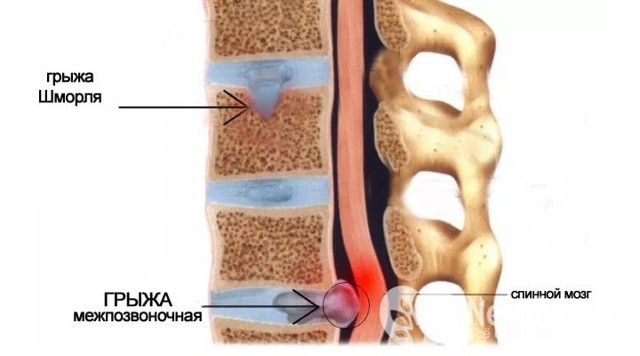 грыжа
Шморля
ГРЫЖА
межпозвоночная
спинной мозг